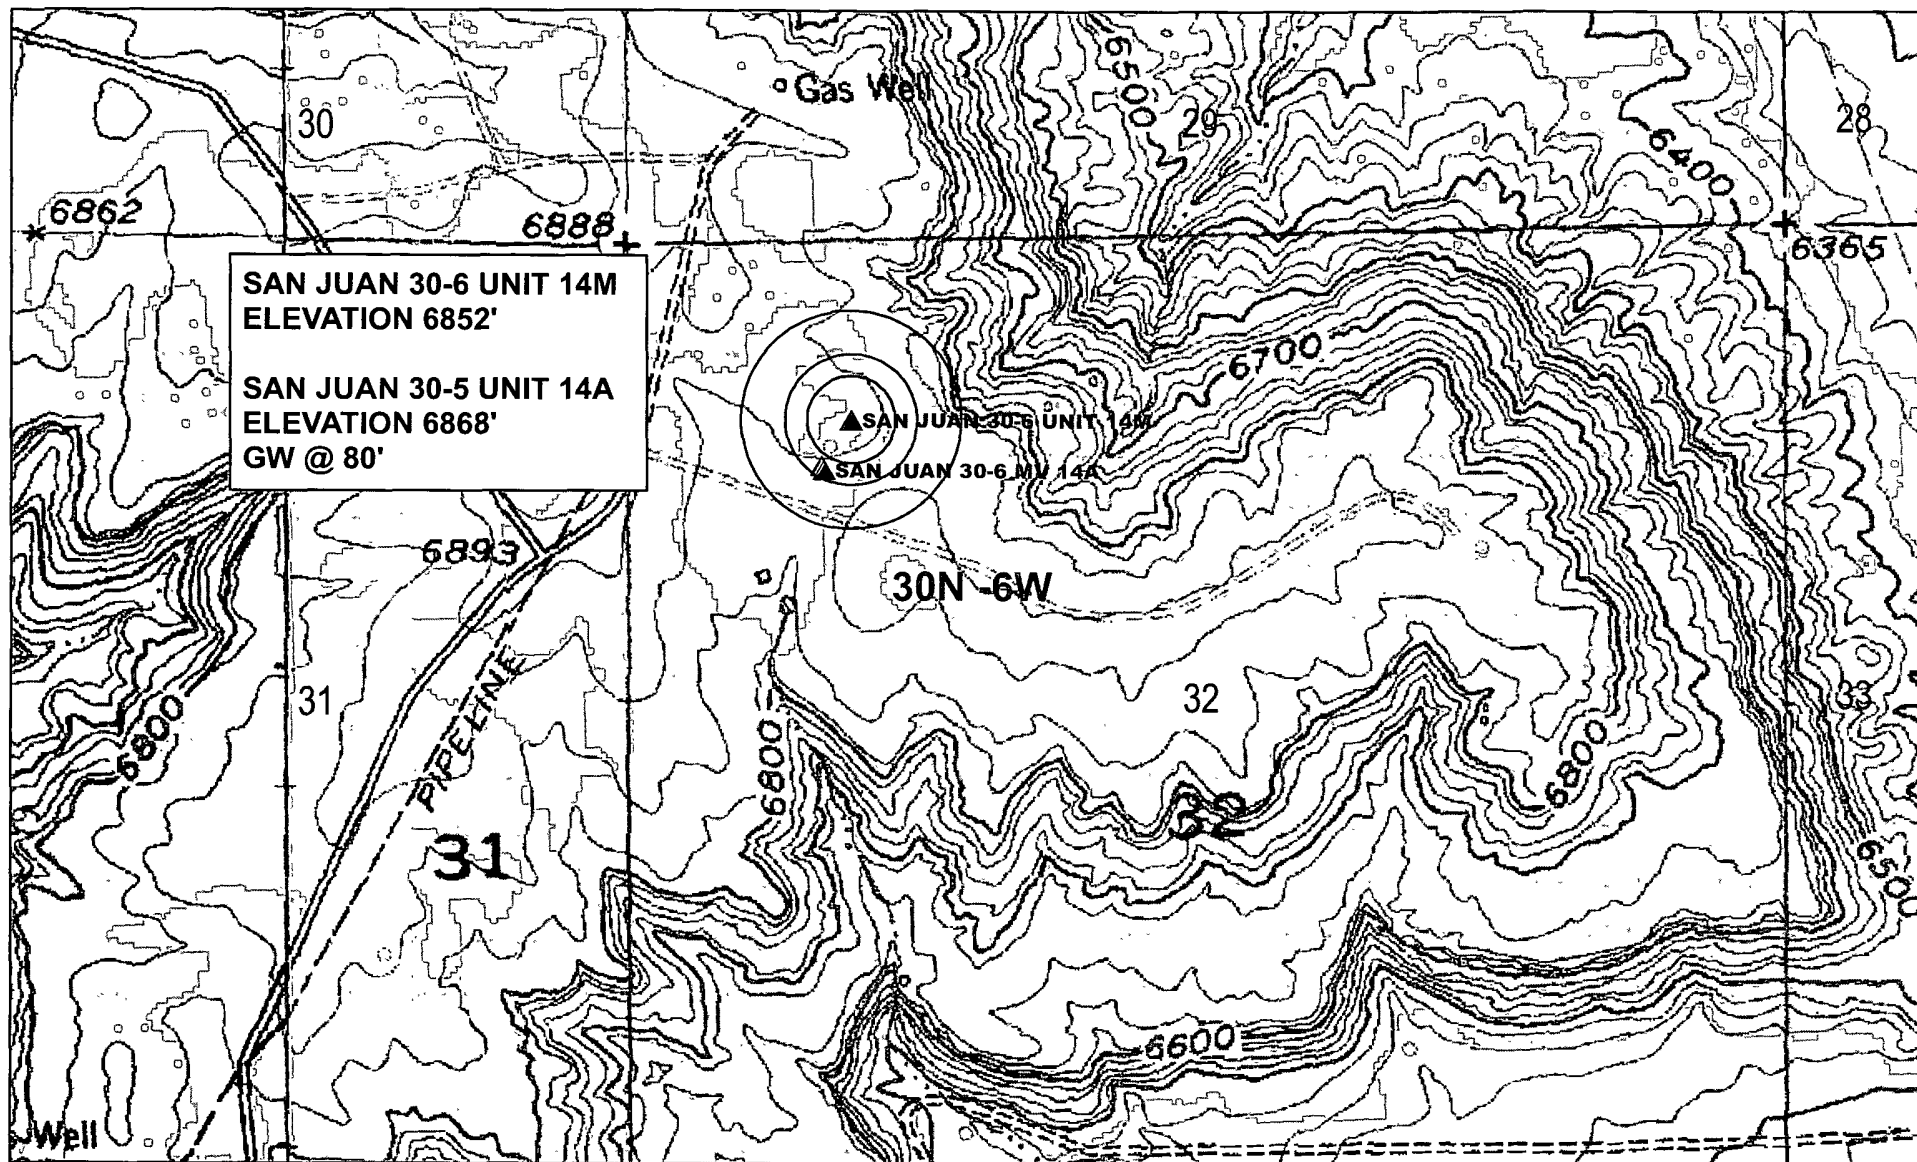 Gas Well
6500
30
29
28
6400
6862
6888
6365
SAN JUAN 30-6 UNIT 14M
ELEVATION 6852'
SAN JUAN 30-5 UNIT 14A
ELEVATION 6868'
GW @ 80'
6700
SAN JUAN 30-6 UNIT 14M
SAN JUAN 30-6 MV 14A
6893
30N -6W
31
32
33
PIPELINE
6800
6800
6800
32
31
6500
6600
Well